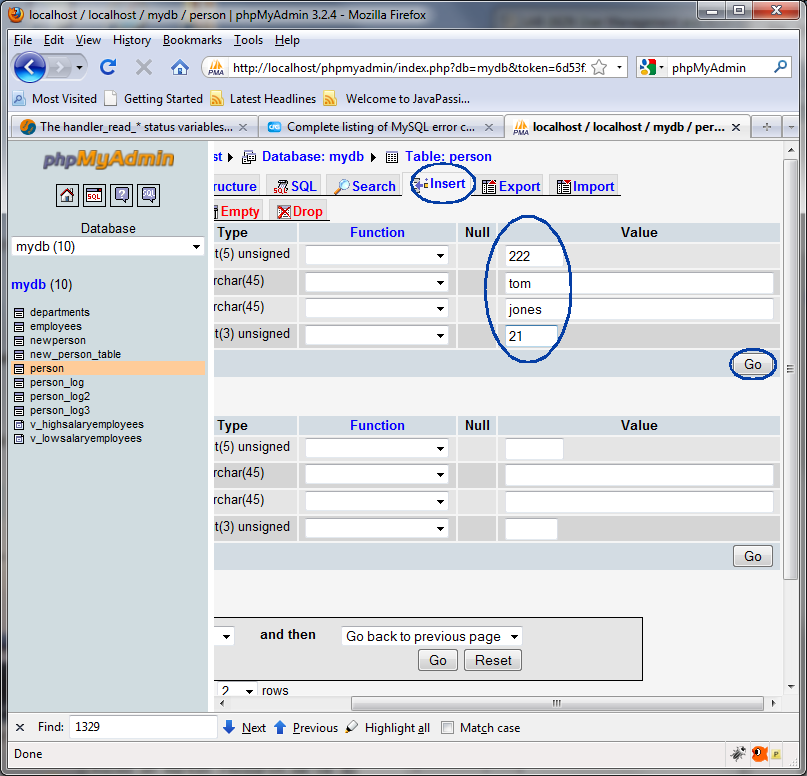 localhost / localhost / mydb / person | phpMyAdmin 3.2.4 - Mozilla Firefox
File Edit View History Bookmarks Tools Help
PMA http://localhost/phpmyadmin/index.php?db=mydb&token=6d53f phpMyAdmin
Most Visited Getting Started Latest Headlines Welcome to JavaPassi...
The handler_read_* status variables... Complete listing of MySQL error c... PMA localhost / localhost / mydb / per...
phpMyAdmin
SQL
Database
mydb (10)
mydb (10)
departments
employees
newperson
new_person_table
person
person_log
person_log2
person_log3
v_highsalaryemployees
v_lowsalaryemployees
st Database: mydb Table: person
ructure SQL Search Insert Export Import
Empty Drop
Type Function Null Value
t(5) unsigned 222
rchar(45) tom
rchar(45) jones
t(3) unsigned 21
Go
Type Function Null Value
t(5) unsigned
rchar(45)
rchar(45)
t(3) unsigned
Go
and then Go back to previous page
Go Reset
2 rows
Find: 1329 Next Previous Highlight all Match case
Done